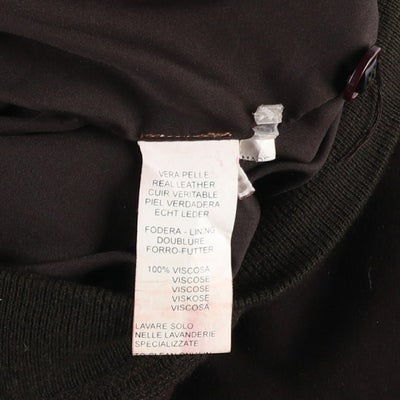 VERA PELLE
REAL LEATHER
CUIR VERITABLE
PIEL VERDADERA
ECHT LEDER
FODERA - LINING
DOUBLURE
FORRO-FUTTER
100% VISCOSA
VISCOSE
VISCOSE
VISKOSE
VISCOSA
LAVARE SOLO
NELLE LAVANDERIE
SPECIALIZZATE